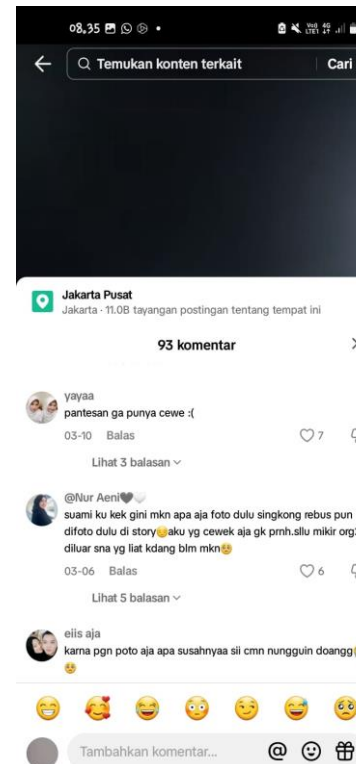 08.35
Temukan konten terkait
Cari
Jakarta Pusat
Jakarta · 11.0B tayangan postingan tentang tempat ini
93 komentar
yayaa
pantesan ga punya cewe :(
03-10 Balas
7
Lihat 3 balasan
@Nur Aeni🖤🤍
suami ku kek gini mkn apa aja foto dulu singkong rebus pun
difoto dulu di story😄aku yg cewek aja gk prnh.sllu mikir org2
diluar sna yg liat kdang blm mkn🥹
03-06 Balas
6
Lihat 5 balasan
eiis aja
karna pgn poto aja apa susahnyaa sii cmn nungguin doangg
Tambahkan komentar...